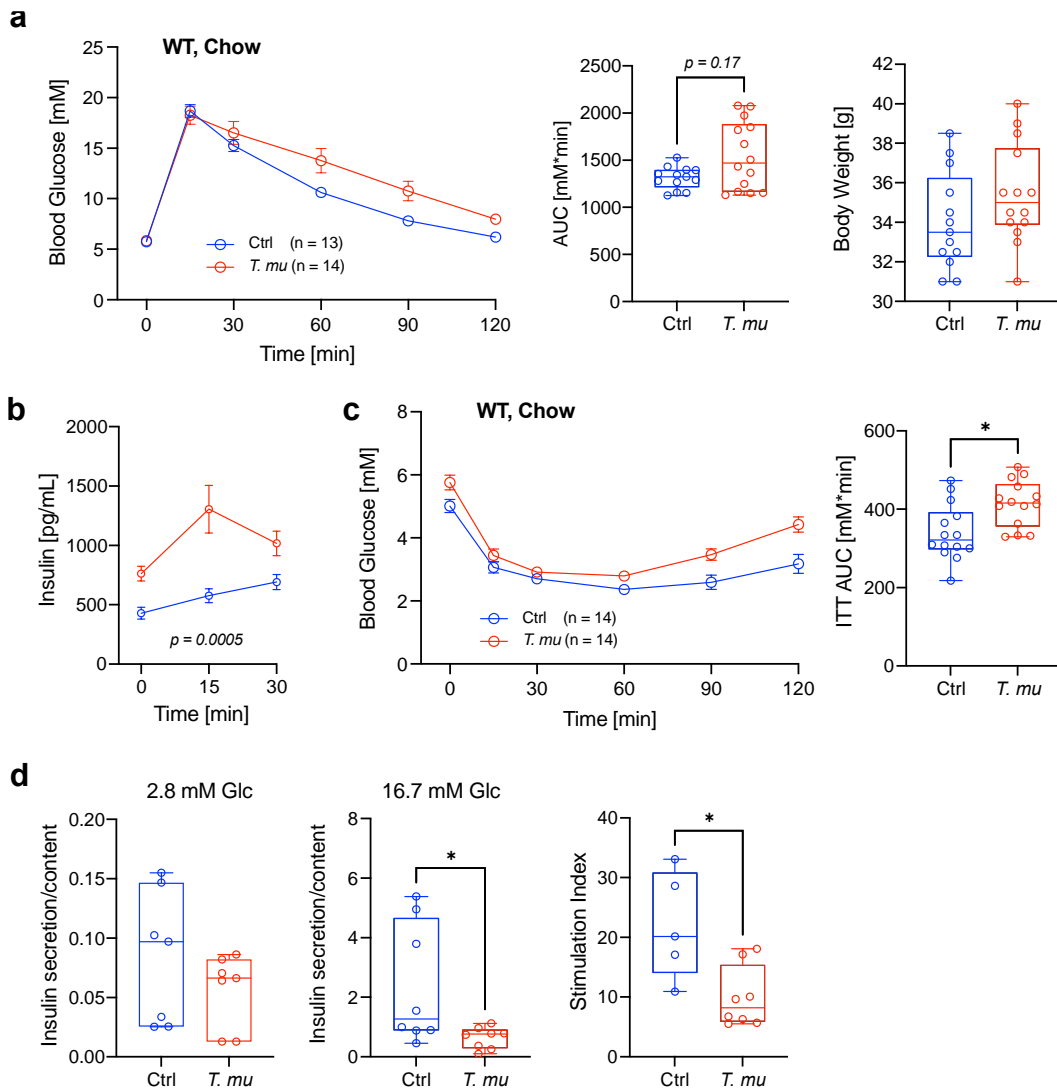 a
WT, Chow
Blood Glucose [mM]
25
20
15
10
5
0
Ctrl (n = 13)
T. mu (n = 14)
0 30 60 90 120
Time [min]
AUC [mM*min]
2500
2000
1500
1000
500
0
p = 0.17
Ctrl T. mu
Body Weight [g]
42
40
38
36
34
32
30
Ctrl T. mu
b
Insulin [pg/mL]
2000
1500
1000
500
0
p = 0.0005
0 15 30
Time [min]
c
WT, Chow
Blood Glucose [mM]
8
6
4
2
0
Ctrl (n = 14)
T. mu (n = 14)
0 30 60 90 120
Time [min]
ITT AUC [mM*min]
600
400
200
0
*
Ctrl T. mu
d
2.8 mM Glc
Insulin secretion/content
0.20
0.15
0.10
0.05
0.00
Ctrl T. mu
16.7 mM Glc
Insulin secretion/content
8
6
4
2
0
*
Ctrl T. mu
Stimulation Index
40
30
20
10
0
*
Ctrl T. mu